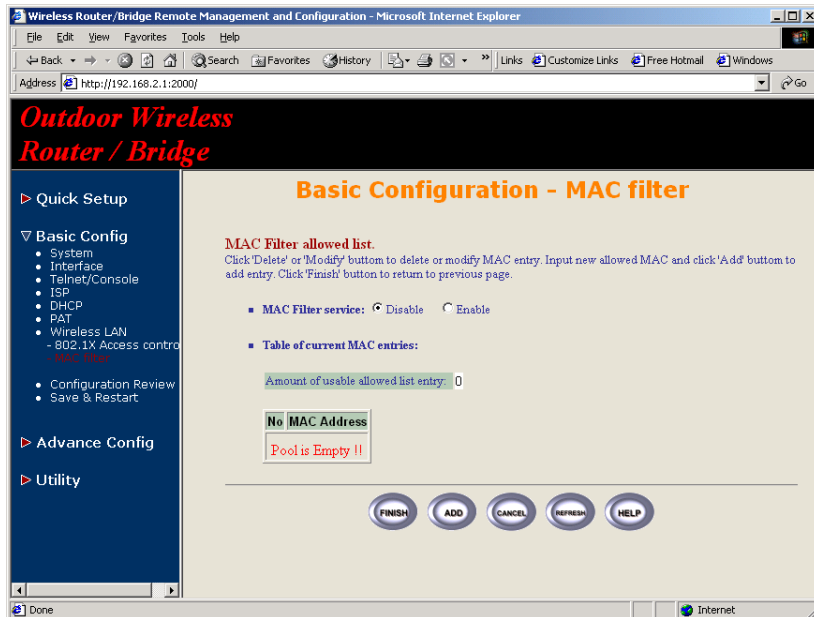 Wireless Router/Bridge Remote Management and Configuration - Microsoft Internet Explorer
File Edit View Favorites Tools Help
Back Search Favorites History » Links Customize Links Free Hotmail Windows
Address http://192.168.2.1:2000/ Go
Outdoor Wireless
Router / Bridge
Quick Setup
Basic Config
System
Interface
Telnet/Console
ISP
DHCP
PAT
Wireless LAN
- 802.1X Access contro
- MAC filter
Configuration Review
Save & Restart
Advance Config
Utility
Basic Configuration - MAC filter
MAC Filter allowed list.
Click 'Delete' or 'Modify' buttom to delete or modify MAC entry. Input new allowed MAC and click 'Add' buttom to
add entry. Click 'Finish' button to return to previous page.
MAC Filter service: Disable Enable
Table of current MAC entries:
Amount of usable allowed list entry: 0
No MAC Address
Pool is Empty !!
FINISH ADD CANCEL REFRESH HELP
Done Internet